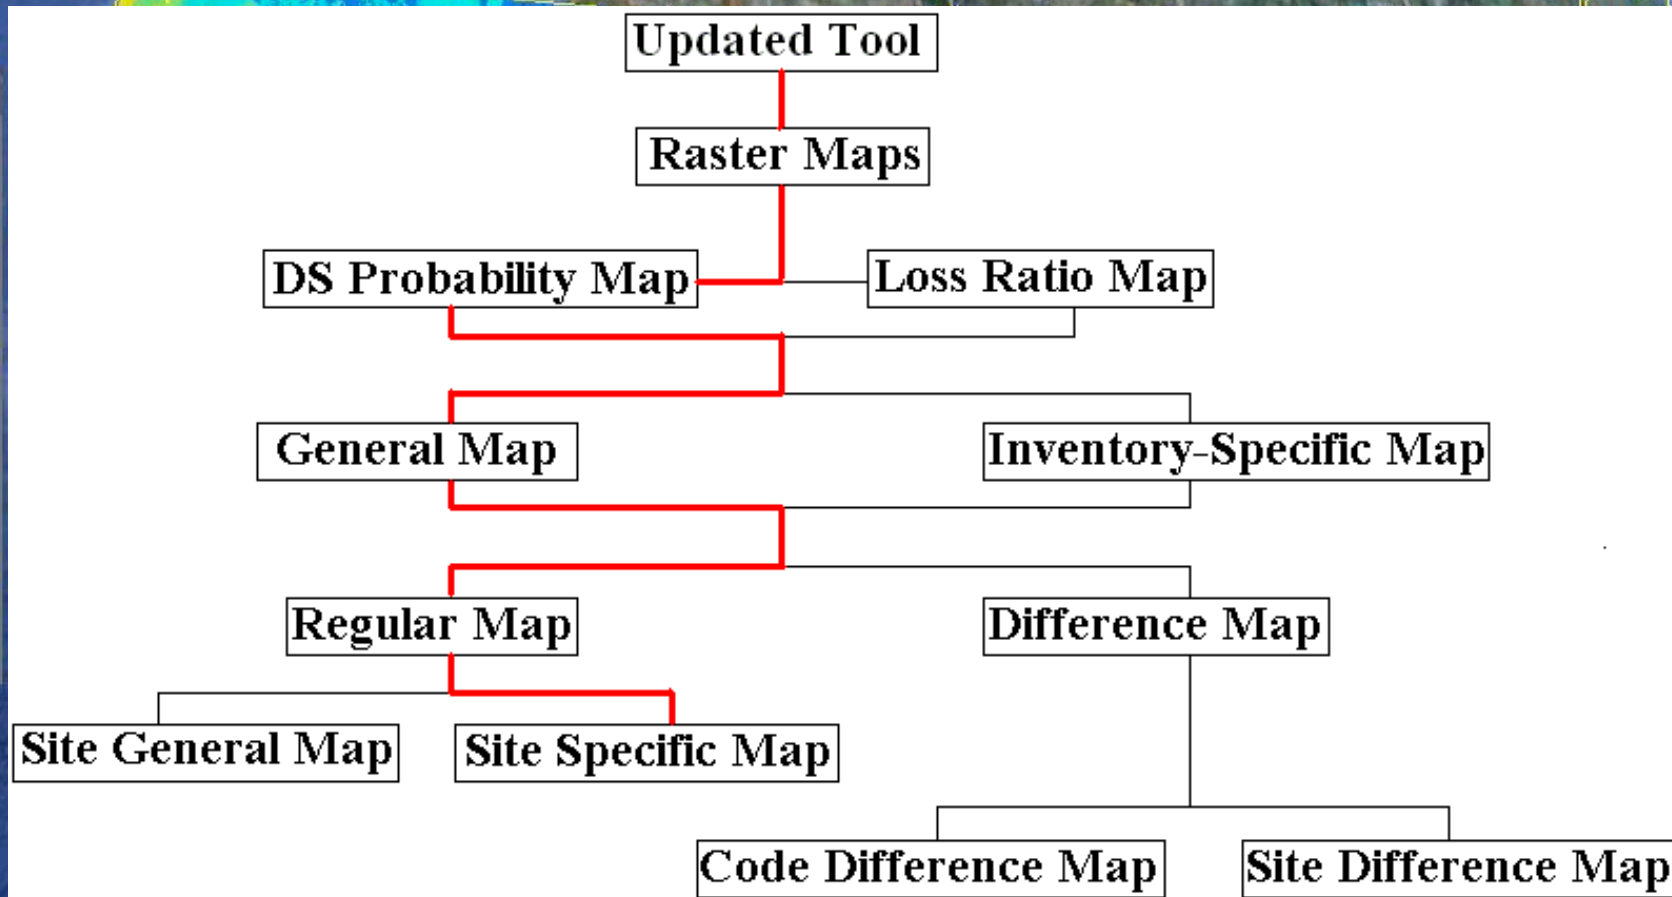 Updated Tool
Raster Maps
DS Probability Map
Loss Ratio Map
General Map
Inventory-Specific Map
Regular Map
Difference Map
Site General Map
Site Specific Map
Code Difference Map
Site Difference Map